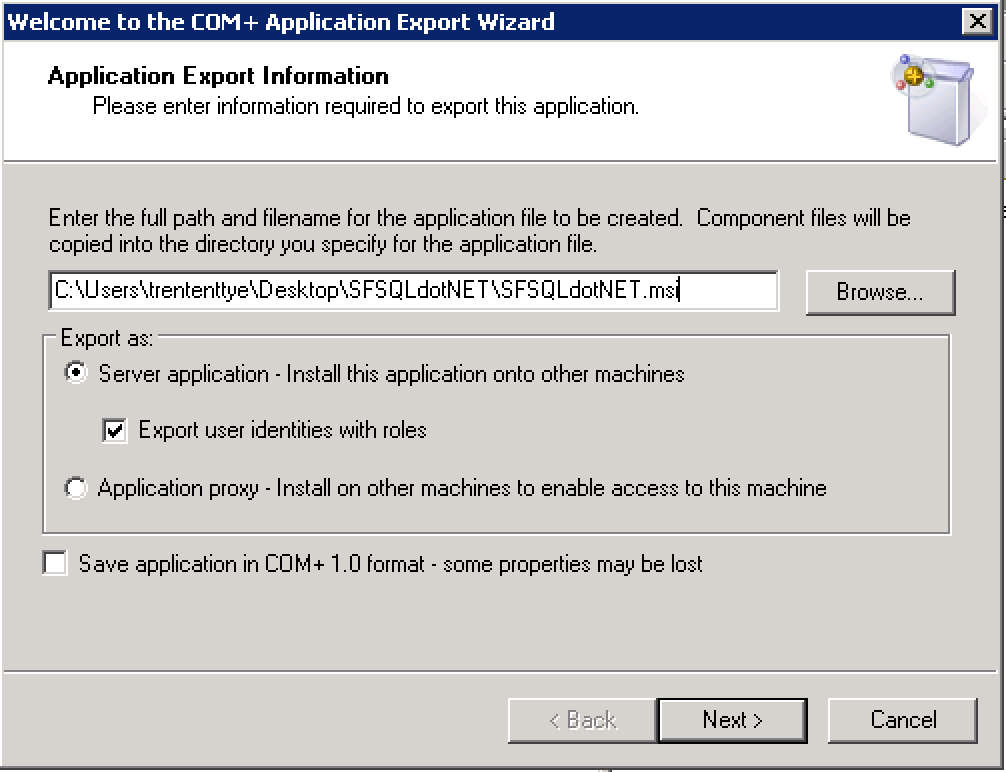 Welcome to the COM+ Application Export Wizard
Application Export Information
Please enter information required to export this application.
Enter the full path and filename for the application file to be created.  Component files will be
copied into the directory you specify for the application file.
C:\Users\trententtye\Desktop\SFSQLdotNET\SFSQLdotNET.msi
Browse...
Export as:
Server application - Install this application onto other machines
Export user identities with roles
Application proxy - Install on other machines to enable access to this machine
Save application in COM+ 1.0 format - some properties may be lost
< Back
Next >
Cancel